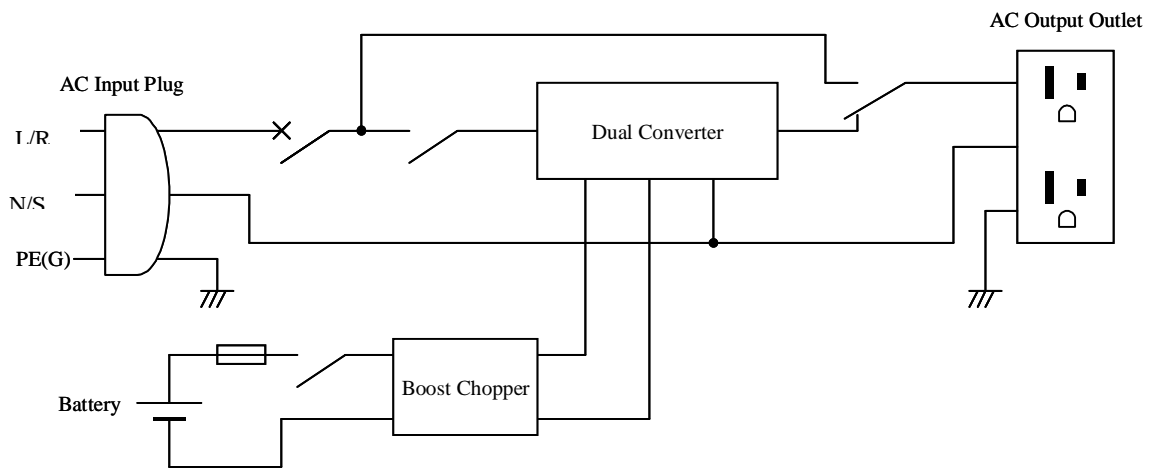 AC Output Outlet
AC Input Plug
L/R
Dual Converter
N/S
PE(G)
Boost Chopper
Battery